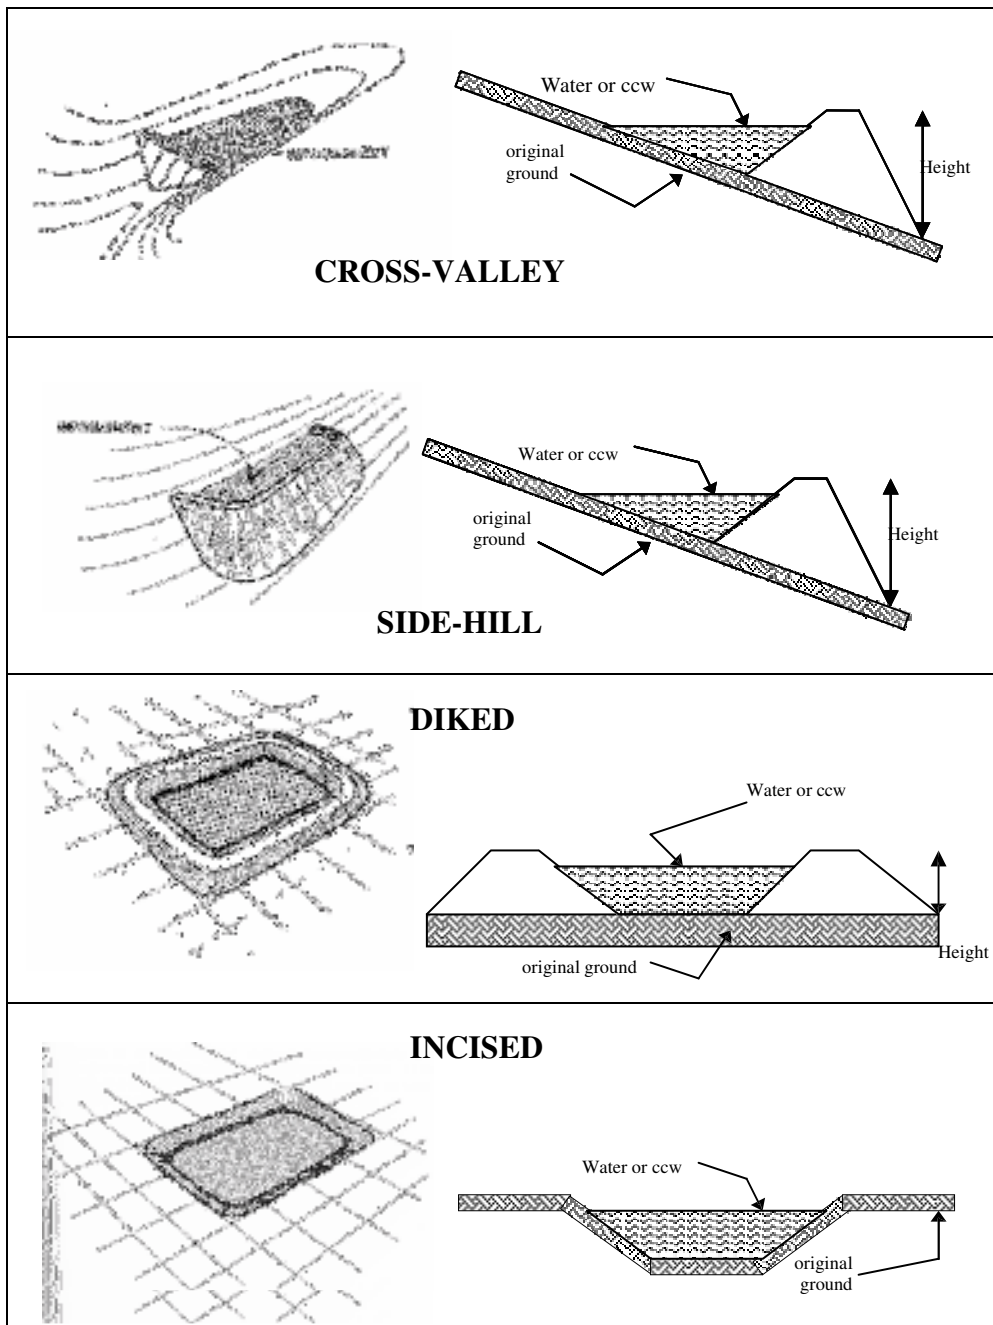 Water or ccw
original
ground
Height
CROSS-VALLEY
Water or ccw
original
ground
Height
SIDE-HILL
DIKED
Water or ccw
Height
original ground
INCISED
Water or ccw
original
ground